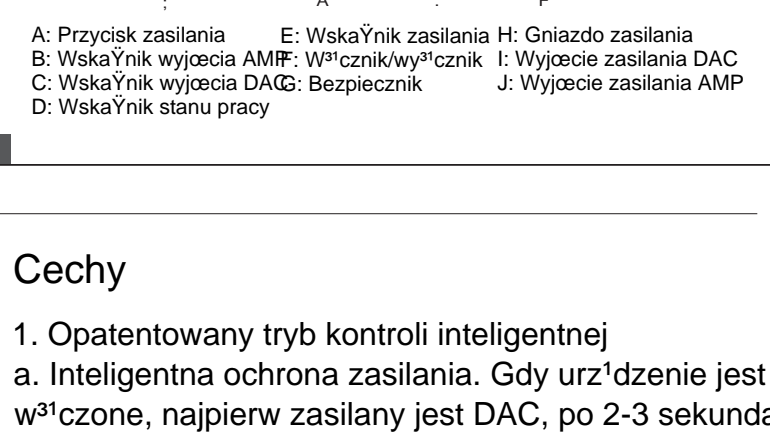 A: Przycisk zasilania
B: WskaŸnik wyjœcia AMP
C: WskaŸnik wyjœcia DAC
D: WskaŸnik stanu pracy
E: WskaŸnik zasilania
F: W³¹cznik/wy³¹cznik
G: Bezpiecznik
H: Gniazdo zasilania
I: Wyjœcie zasilania DAC
J: Wyjœcie zasilania AMP
Cechy
1. Opatentowany tryb kontroli inteligentnej
a. Inteligentna ochrona zasilania. Gdy urz¹dzenie jest
w³¹czone, najpierw zasilany jest DAC, po 2-3 sekunda